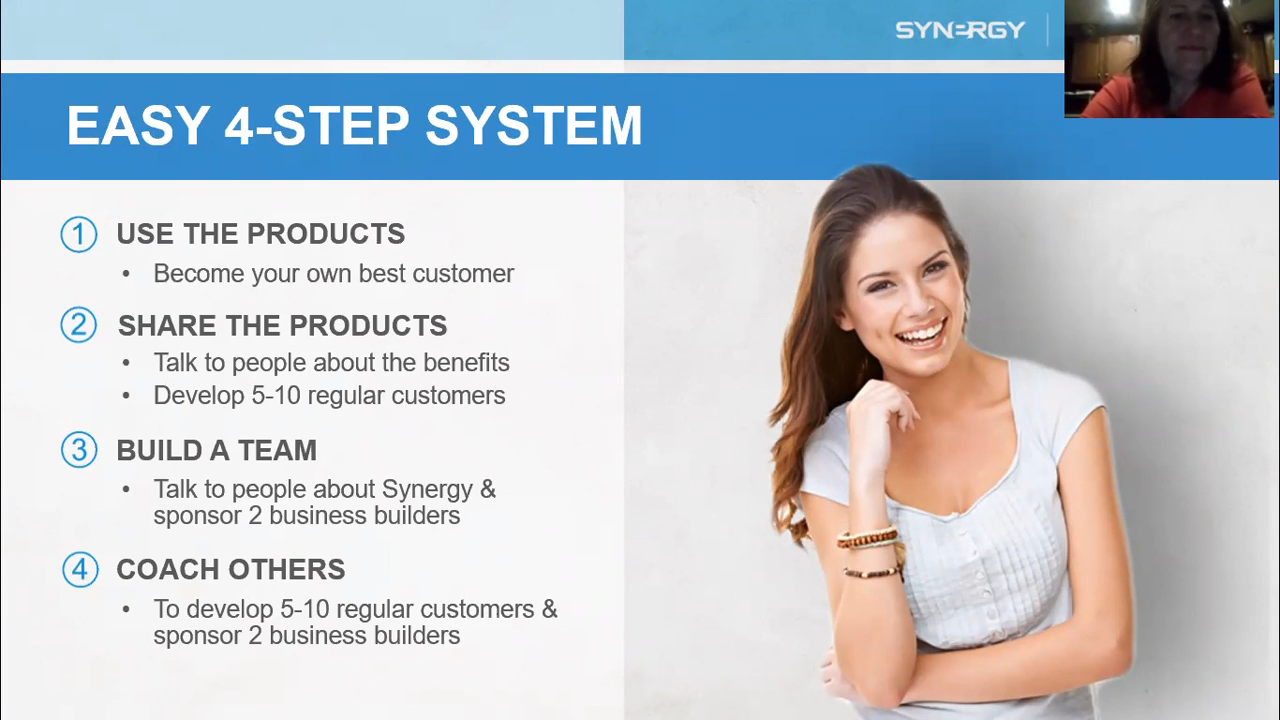 SYNERGY
EASY 4-STEP SYSTEM
1 USE THE PRODUCTS
• Become your own best customer
2 SHARE THE PRODUCTS
• Talk to people about the benefits
• Develop 5-10 regular customers
3 BUILD A TEAM
• Talk to people about Synergy &
sponsor 2 business builders
4 COACH OTHERS
• To develop 5-10 regular customers &
sponsor 2 business builders